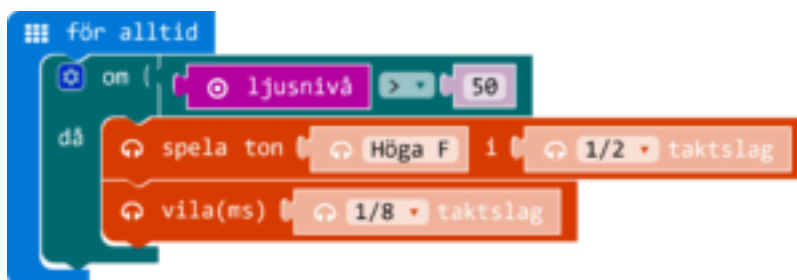 för alltid
om ( ljusnivå > 50
då
spela ton Höga F i 1/2 taktslag
vila(ms) 1/8 taktslag